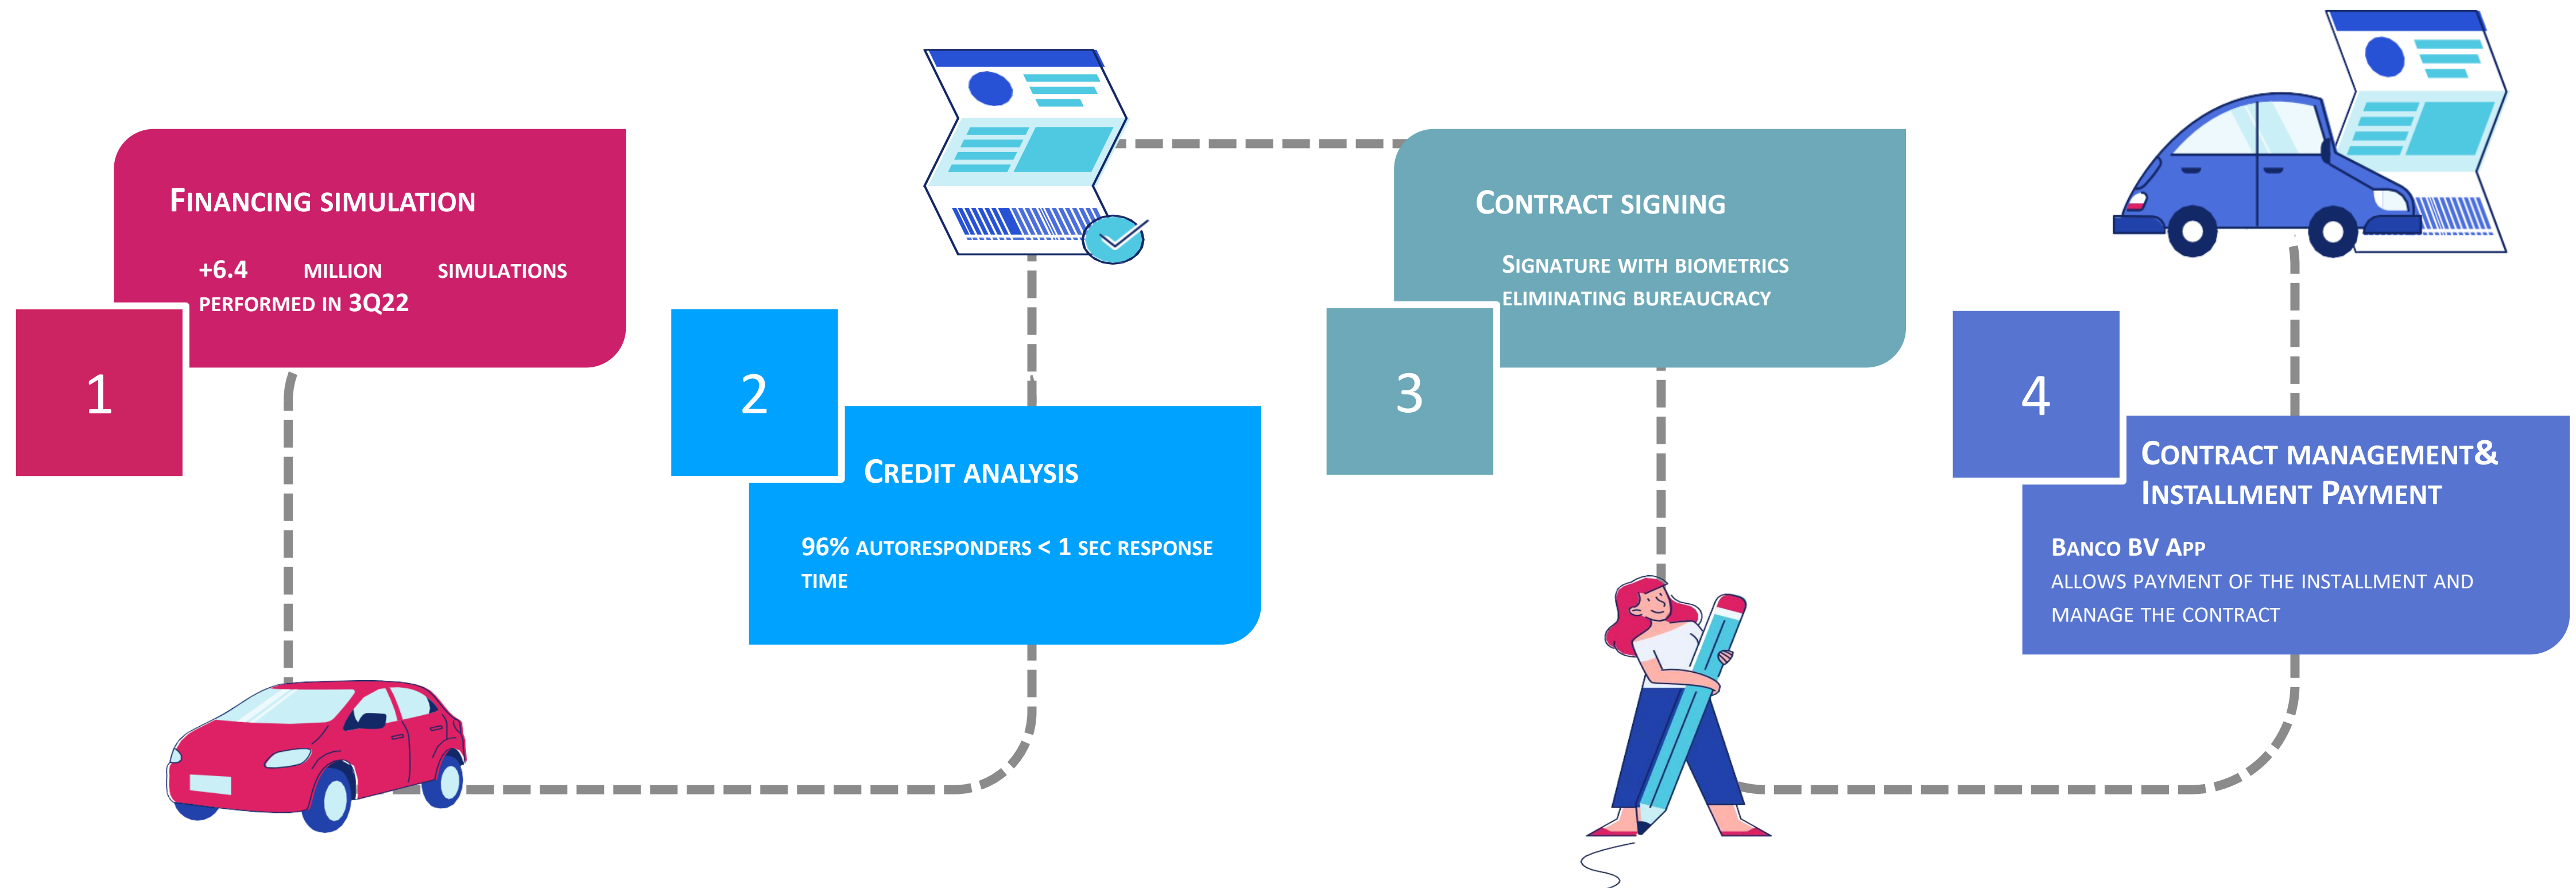 1
FINANCING SIMULATION
+6.4 MILLION SIMULATIONS
PERFORMED IN 3Q22
2
CREDIT ANALYSIS
96% AUTORESPONDERS < 1 SEC RESPONSE
TIME
3
CONTRACT SIGNING
SIGNATURE WITH BIOMETRICS
ELIMINATING BUREAUCRACY
4
CONTRACT MANAGEMENT&
INSTALLMENT PAYMENT
BANCO BV APP
ALLOWS PAYMENT OF THE INSTALLMENT AND
MANAGE THE CONTRACT